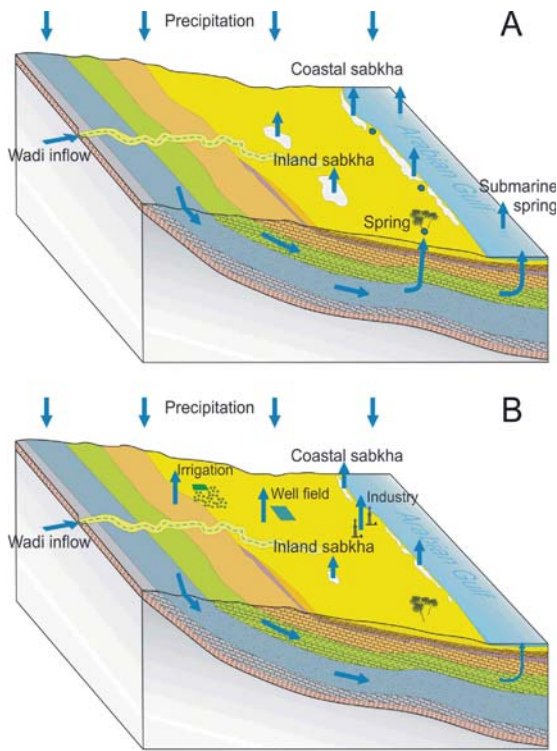 Precipitation
A
Coastal sabkha
Wadi inflow
Inland sabkha
Arabian Gulf
Submarine
spring
Spring
Precipitation
B
Coastal sabkha
Irrigation
Well field
Industry
Wadi inflow
Inland sabkha
Arabian Gulf